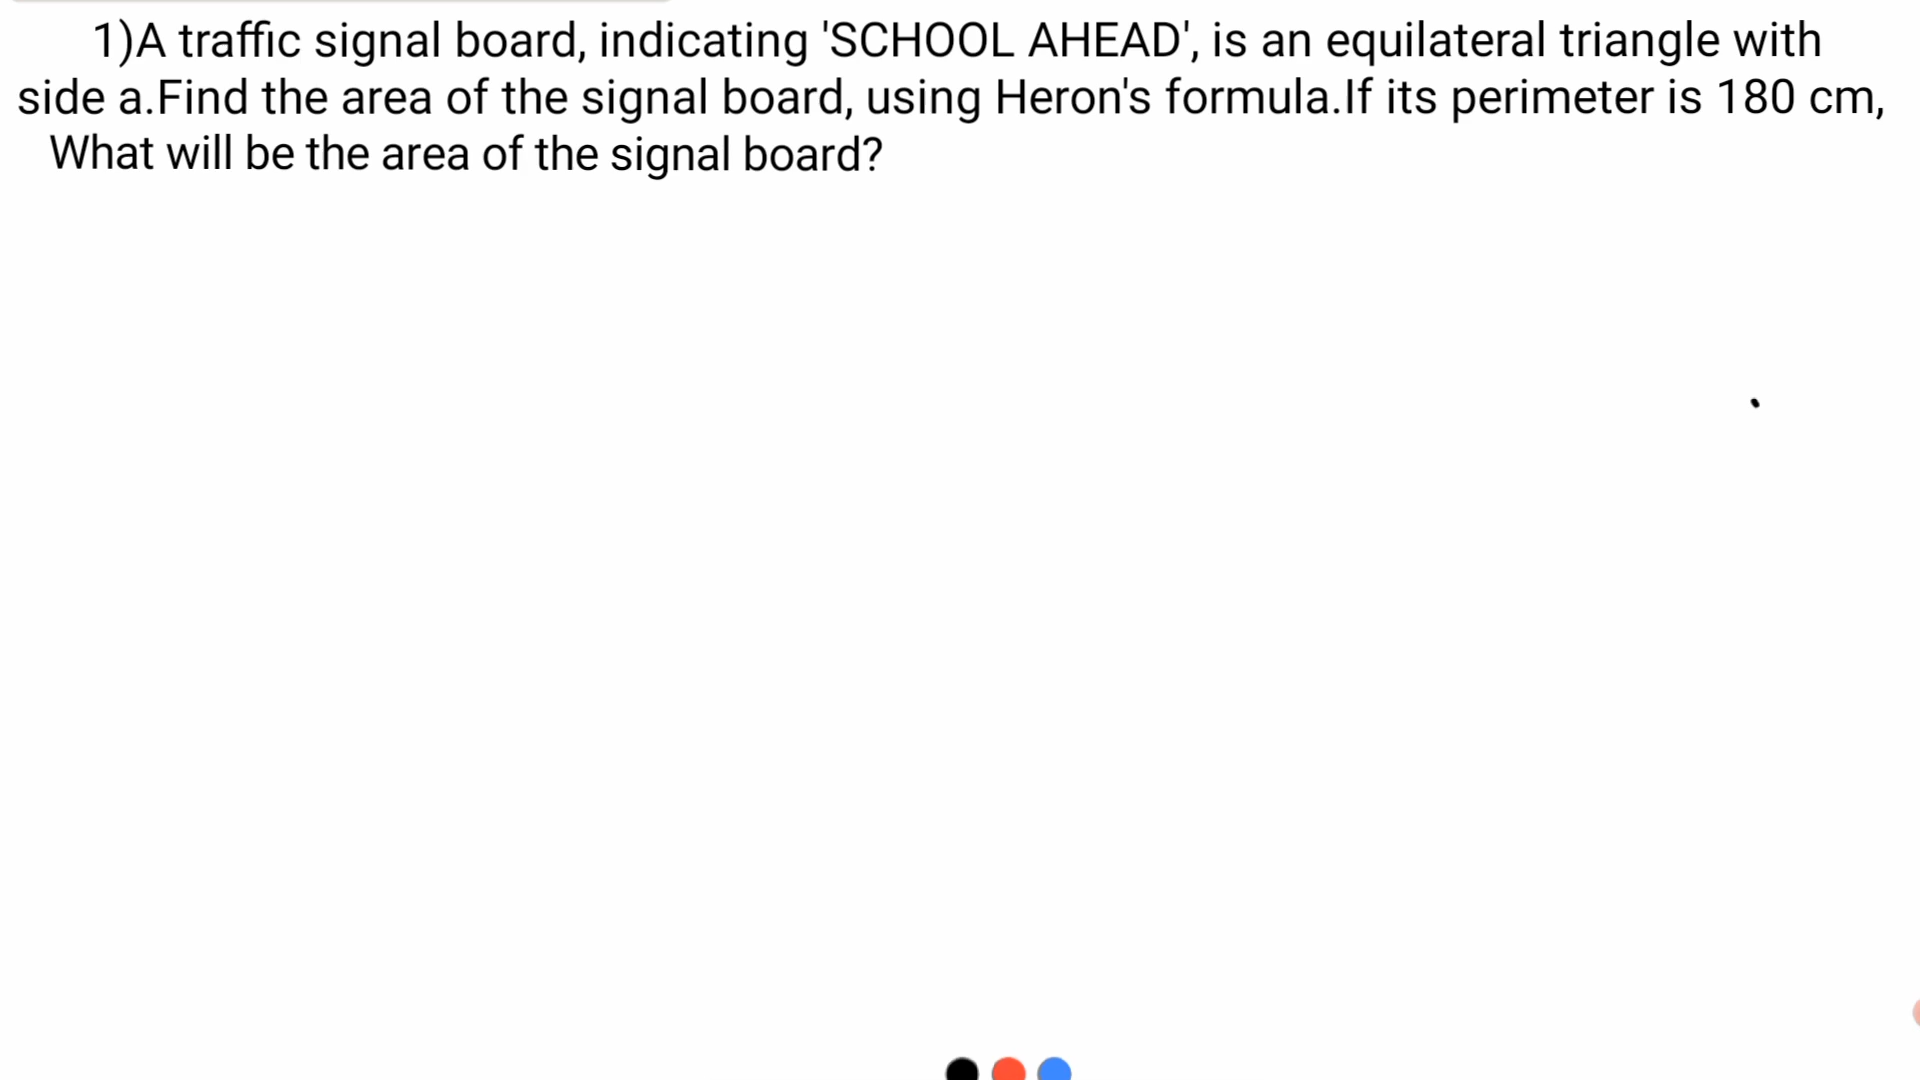 1)A traffic signal board, indicating 'SCHOOL AHEAD', is an equilateral triangle with
side a.Find the area of the signal board, using Heron's formula.If its perimeter is 180 cm,
What will be the area of the signal board?